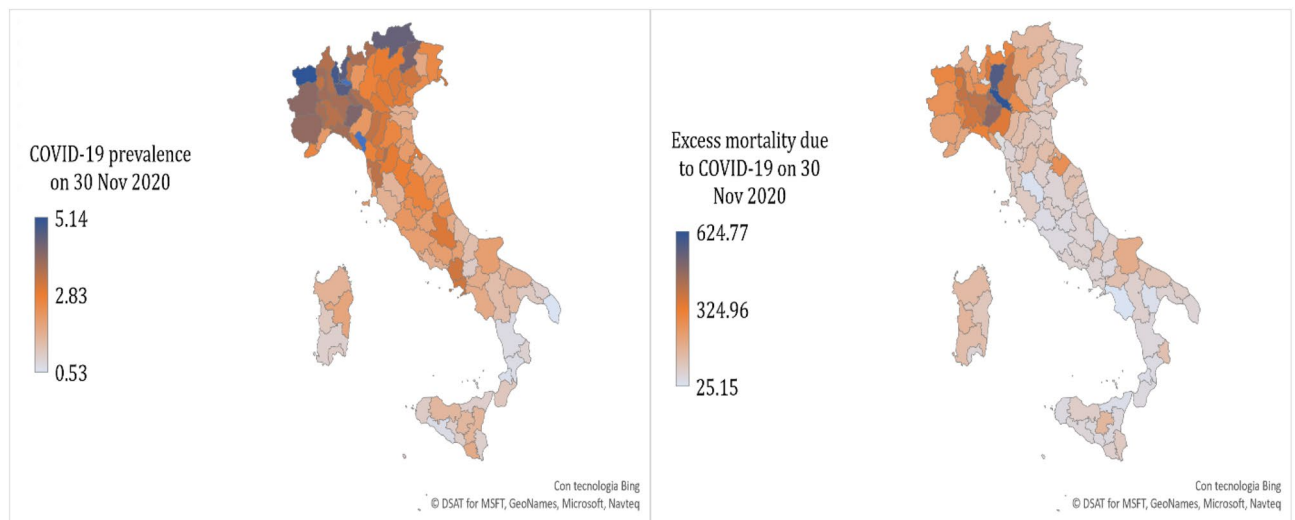 COVID-19 prevalence
on 30 Nov 2020
5.14
2.83
0.53
Con tecnologia Bing
© DSAT for MSFT, GeoNames, Microsoft, Navteq
Excess mortality due
to COVID-19 on 30
Nov 2020
624.77
324.96
25.15
Con tecnologia Bing
© DSAT for MSFT, GeoNames, Microsoft, Navteq